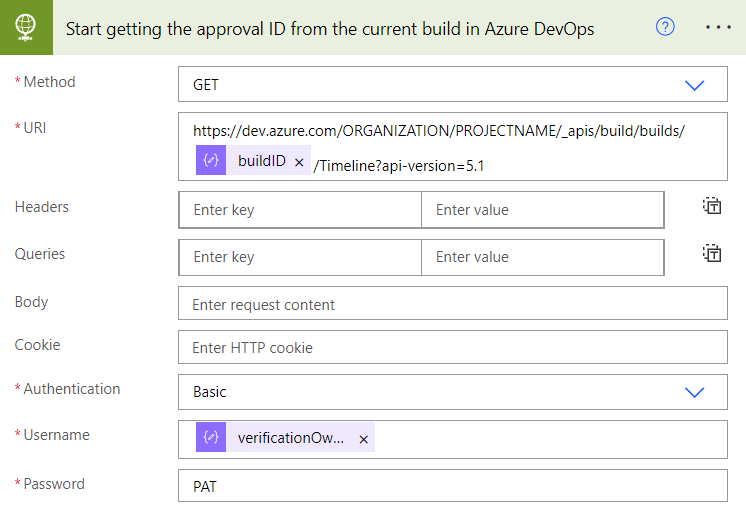 Start getting the approval ID from the current build in Azure DevOps
* Method
GET
* URI
https://dev.azure.com/ORGANIZATION/PROJECTNAME/_apis/build/builds/
buildID × /Timeline?api-version=5.1
Headers
Enter key
Enter value
Queries
Enter key
Enter value
Body
Enter request content
Cookie
Enter HTTP cookie
* Authentication
Basic
* Username
verificationOw... ×
* Password
PAT